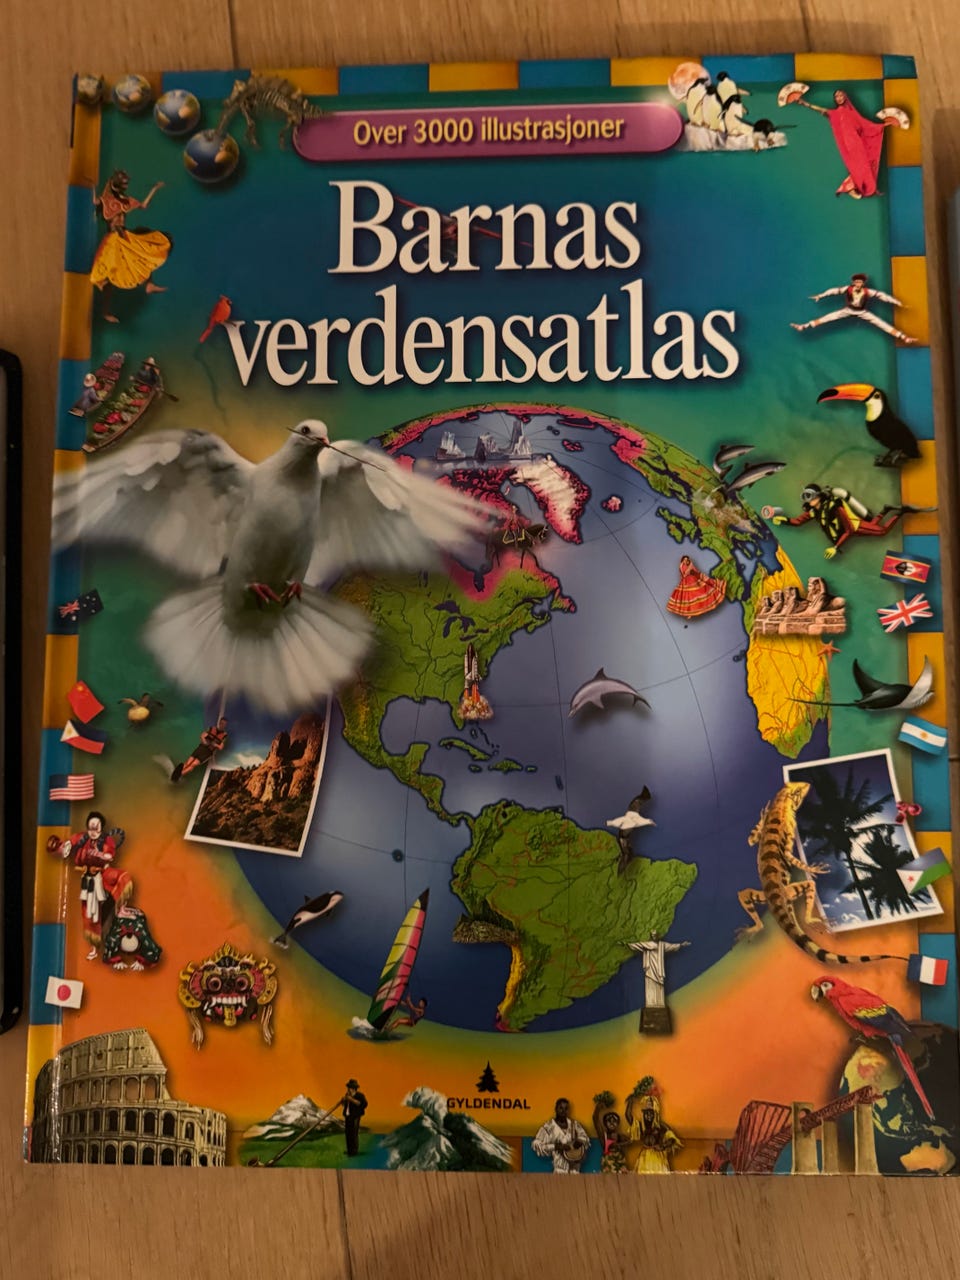 Over 3000 illustrasjoner
Barnas
verdensatlas
GYLDENDAL